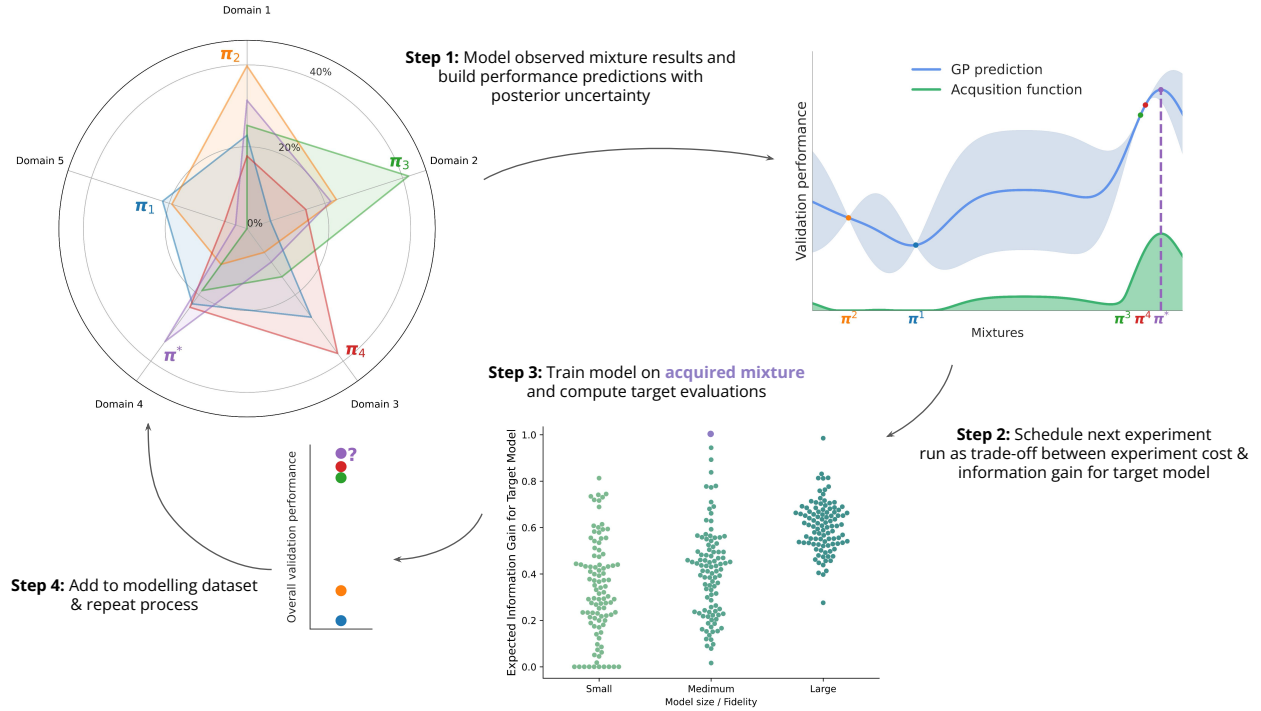 Domain 1
π2
40%
20%
0%
Domain 5
Domain 2
π3
π1
π*
π4
Domain 4
Domain 3
Step 1: Model observed mixture results and
build performance predictions with
posterior uncertainty
GP prediction
Acqusition function
Validation performance
π2
π1
π3
π4
π*
Mixtures
Step 2: Schedule next experiment
run as trade-off between experiment cost &
information gain for target model
Step 3: Train model on acquired mixture
and compute target evaluations
Expected Information Gain for Target Model
1.0
0.8
0.6
0.4
0.2
0.0
Small
Medimum
Large
Model size / Fidelity
?
Overall validation performance
Step 4: Add to modelling dataset
& repeat process